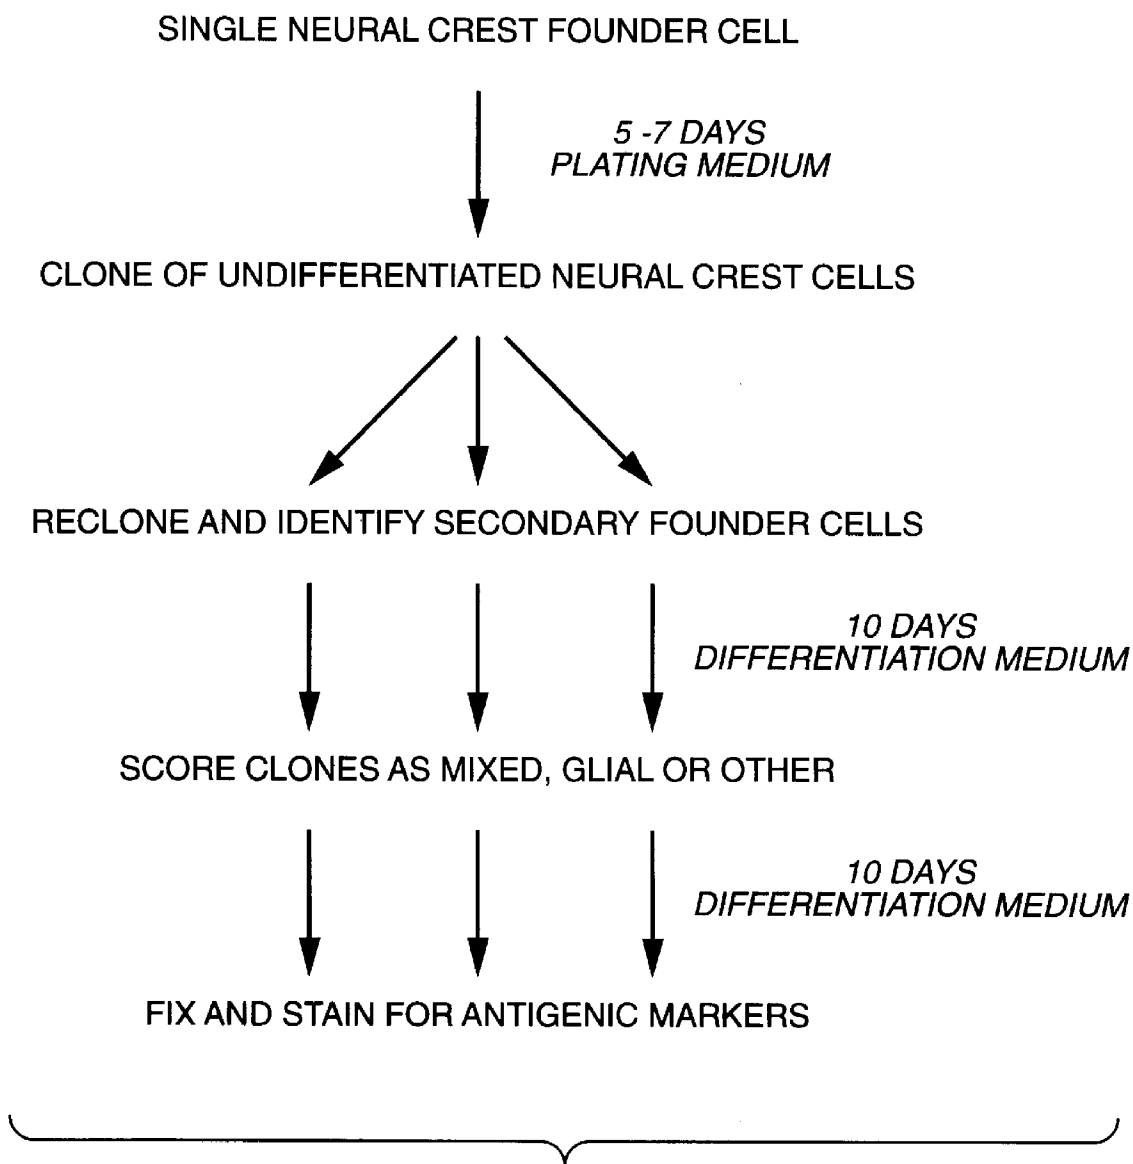 SINGLE NEURAL CREST FOUNDER CELL
5 -7 DAYS
PLATING MEDIUM
CLONE OF UNDIFFERENTIATED NEURAL CREST CELLS
RECLONE AND IDENTIFY SECONDARY FOUNDER CELLS
10 DAYS
DIFFERENTIATION MEDIUM
SCORE CLONES AS MIXED, GLIAL OR OTHER
10 DAYS
DIFFERENTIATION MEDIUM
FIX AND STAIN FOR ANTIGENIC MARKERS